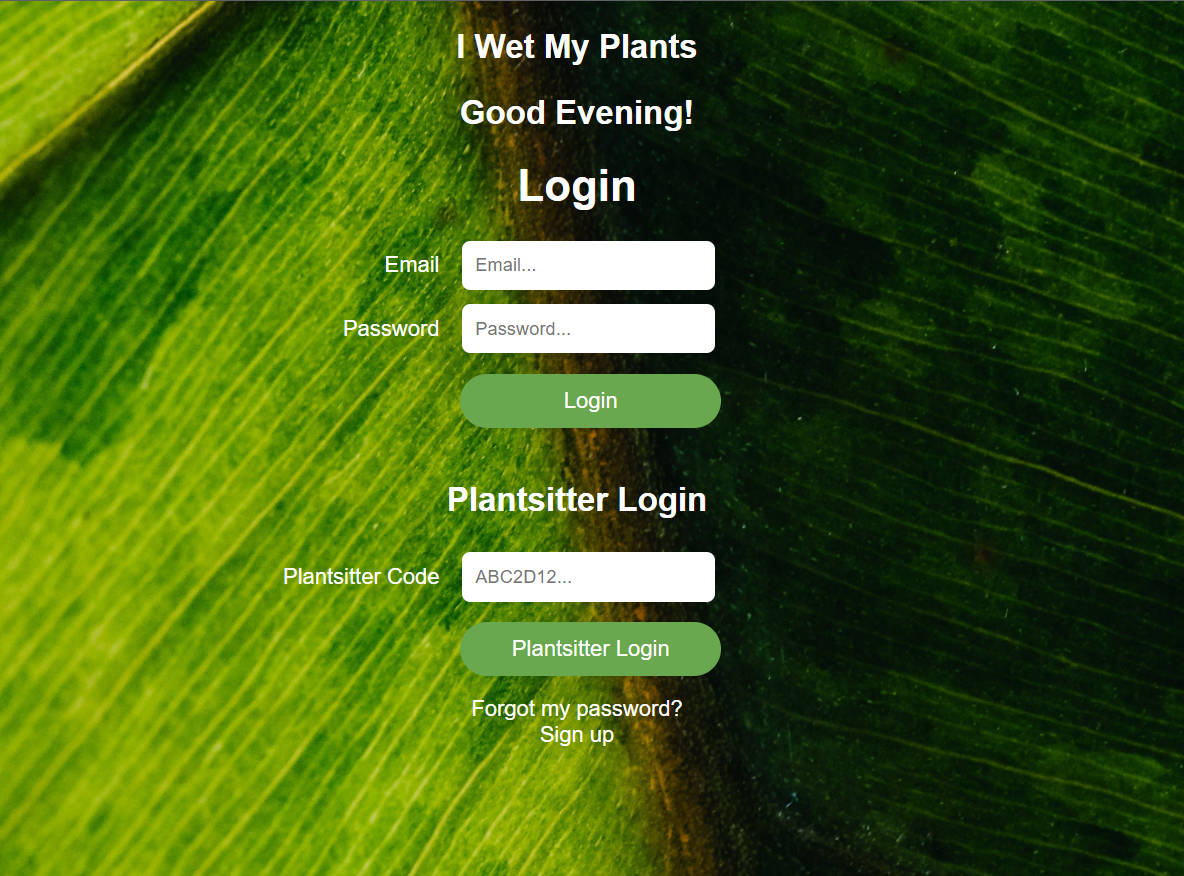 I Wet My Plants
Good Evening!
Login
Email Email...
Password Password...
Login
Plantsitter Login
Plantsitter Code ABC2D12...
Plantsitter Login
Forgot my password?
Sign up